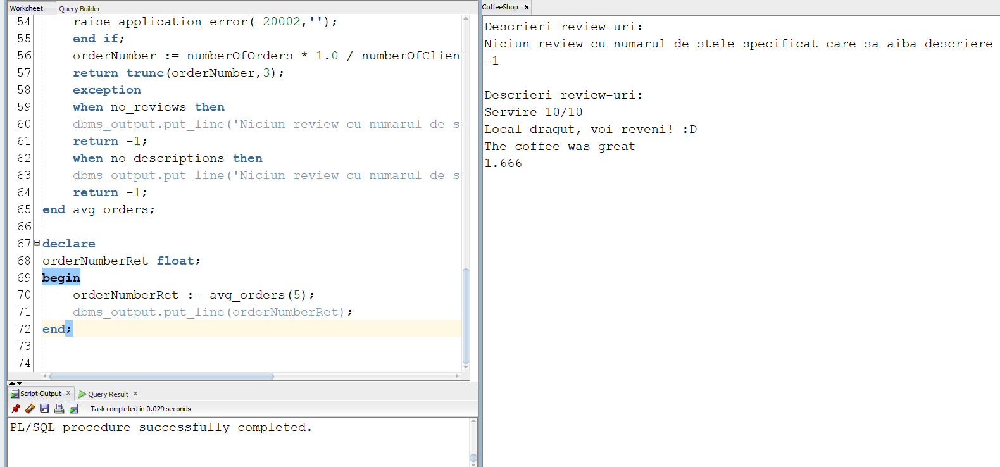 Worksheet Query Builder
54 raise_application_error(-20002,'');
55 end if;
56 orderNumber := numberOfOrders * 1.0 / numberOfClien
57 return trunc(orderNumber,3);
58 exception
59 when no_reviews then
60 dbms_output.put_line('Niciun review cu numarul de s
61 return -1;
62 when no_descriptions then
63 dbms_output.put_line('Niciun review cu numarul de s
64 return -1;
65 end avg_orders;
66
67 declare
68 orderNumberRet float;
69 begin
70 orderNumberRet := avg_orders(5);
71 dbms_output.put_line(orderNumberRet);
72 end;
73
74
Script Output x Query Result x
Task completed in 0.029 seconds
PL/SQL procedure successfully completed.
CoffeeShop x
Descrieri review-uri:
Niciun review cu numarul de stele specificat care sa aiba descriere
-1
Descrieri review-uri:
Servire 10/10
Local dragut, voi reveni! :D
The coffee was great
1.666